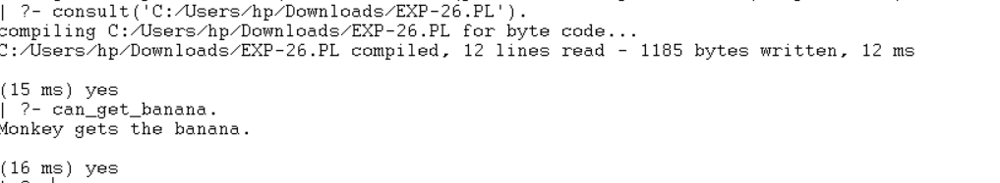 | ?- consult('C:/Users/hp/Downloads/EXP-26.PL').
compiling C:/Users/hp/Downloads/EXP-26.PL for byte code...
C:/Users/hp/Downloads/EXP-26.PL compiled, 12 lines read - 1185 bytes written, 12 ms
(15 ms) yes
| ?- can_get_banana.
Monkey gets the banana.
(16 ms) yes